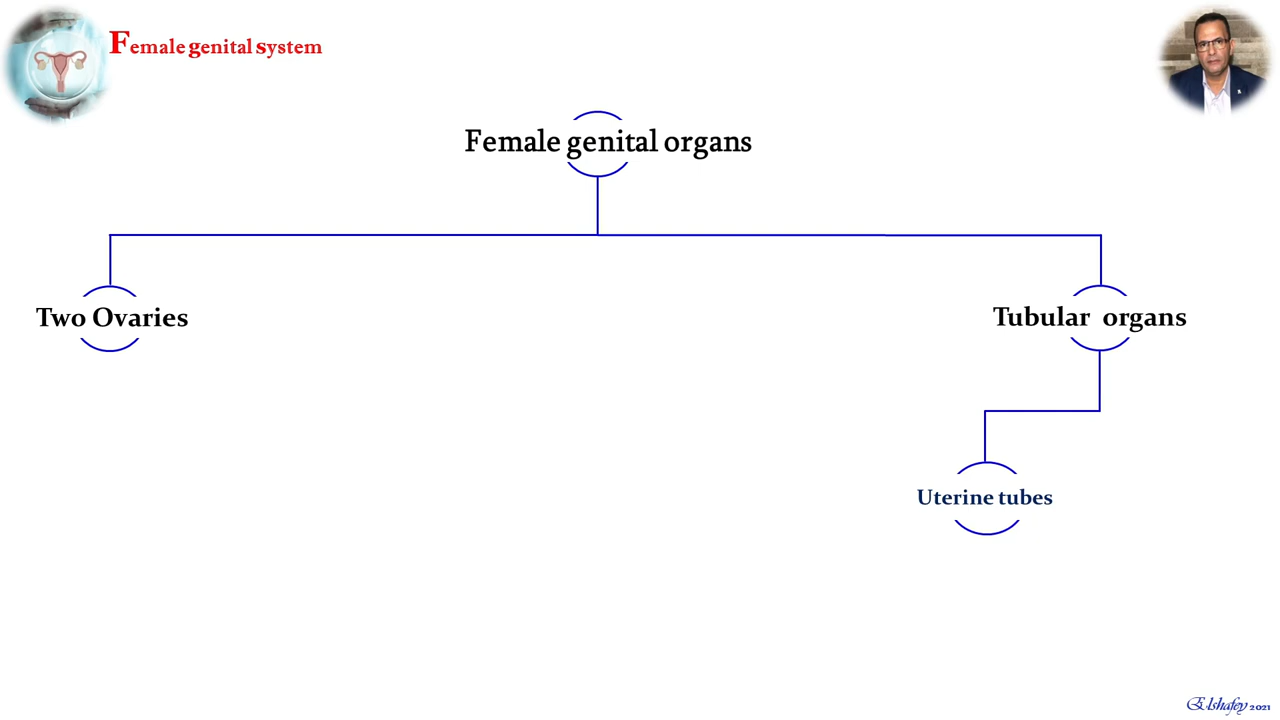 Female genital system
Female genital organs
Two Ovaries
Tubular organs
Uterine tubes
Elshafey 2021